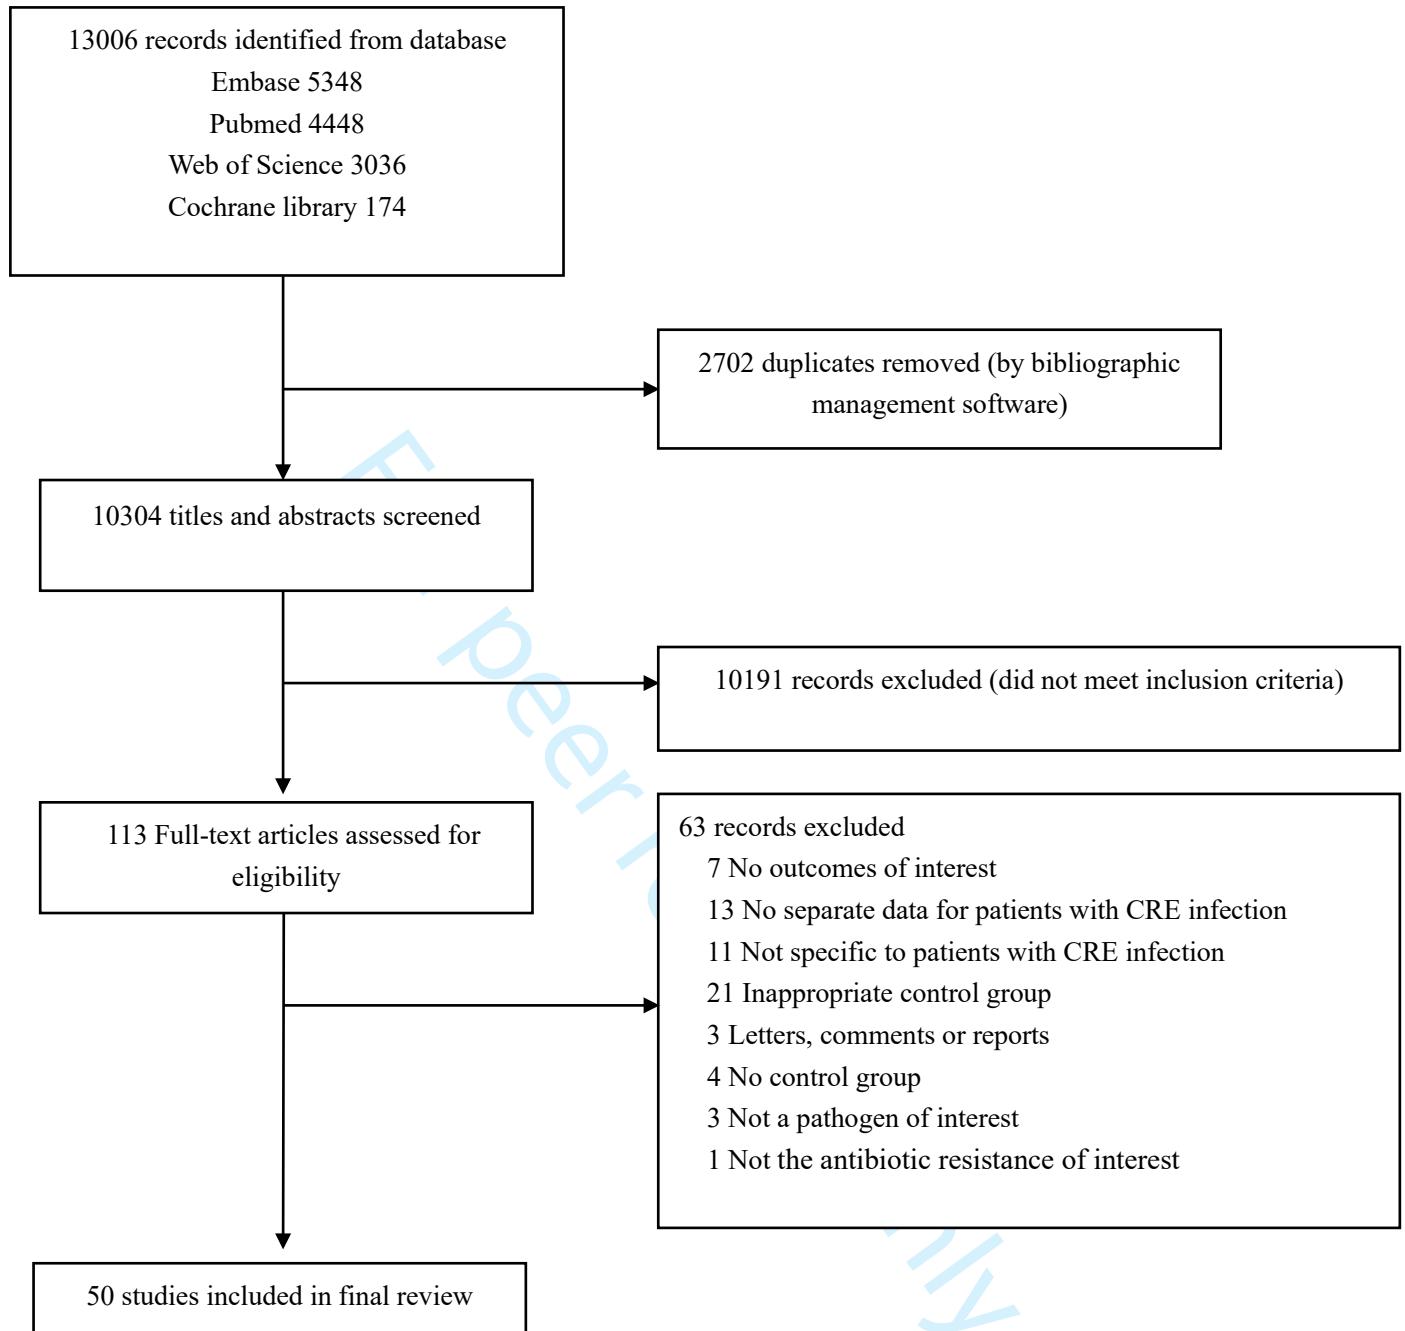 13006 records identified from database
Embase 5348
Pubmed 4448
Web of Science 3036
Cochrane library 174
2702 duplicates removed (by bibliographic
management software)
10304 titles and abstracts screened
10191 records excluded (did not meet inclusion criteria)
113 Full-text articles assessed for
eligibility
63 records excluded
7 No outcomes of interest
13 No separate data for patients with CRE infection
11 Not specific to patients with CRE infection
21 Inappropriate control group
3 Letters, comments or reports
4 No control group
3 Not a pathogen of interest
1 Not the antibiotic resistance of interest
50 studies included in final review
peer